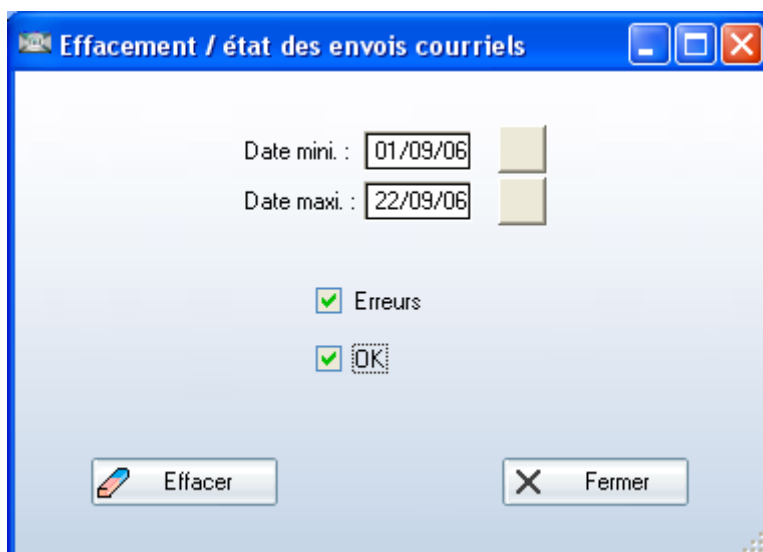 Effacement / état des envois courriels
Date mini. : 01/09/06
Date maxi. : 22/09/06
Erreurs
OK
Effacer Fermer